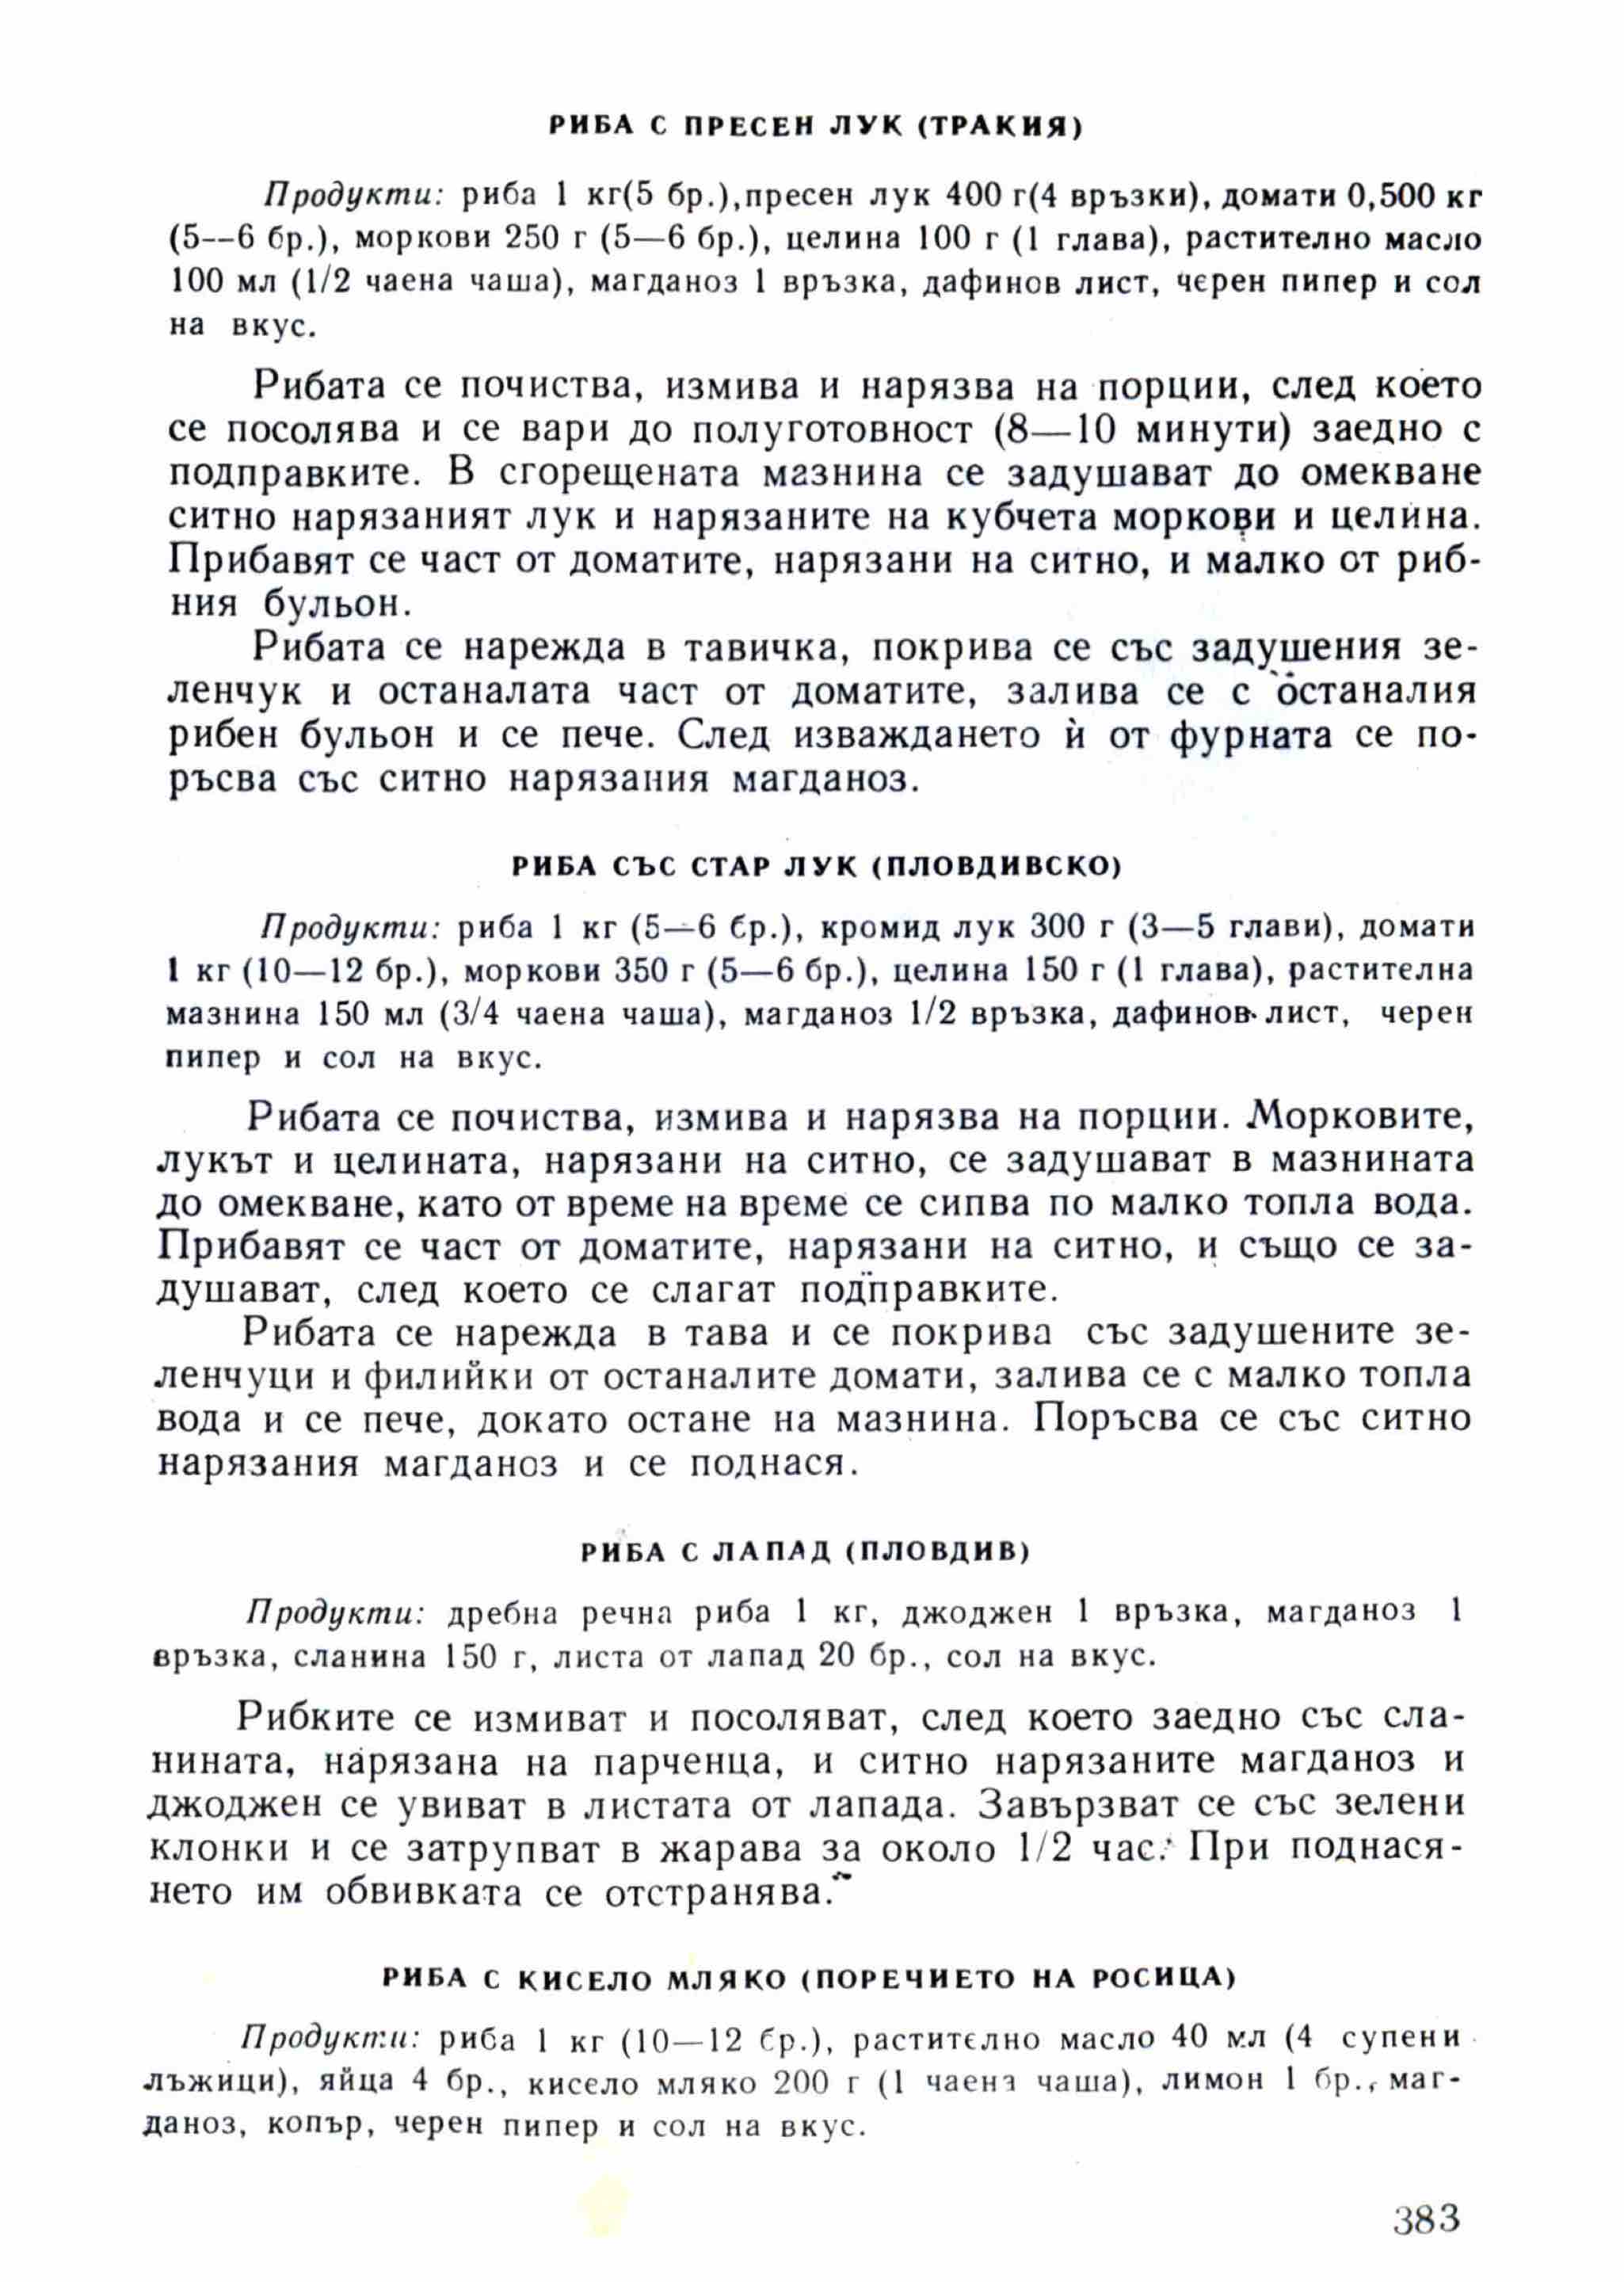 РИБА С ПРЕСЕН ЛУК (ТРАКИЯ)
Продукти: риба 1 кг(5 бр.),пресен лук 400 г(4 връзки), домати 0,500 кг
(5—6 бр.), моркови 250 г (5—6 бр.), целина 100 г (1 глава), растително масло
100 мл (1/2 чаена чаша), магданоз 1 връзка, дафинов лист, черен пипер и сол
на вкус.
Рибата се почиства, измива и нарязва на порции, след което
се посолява и се вари до полуготовност (8—10 минути) заедно с
подправките. В сгорещената мазнина се задушават до омекване
ситно нарязаният лук и нарязаните на кубчета моркови и целина.
Прибавят се част от доматите, нарязани на ситно, и малко от риб-
ния бульон.
Рибата се нарежда в тавичка, покрива се със задушения зе-
ленчук и останалата част от доматите, залива се с останалия
рибен бульон и се пече. След изваждането ѝ от фурната се по-
ръсва със ситно нарязания магданоз.
РИБА СЪС СТАР ЛУК (ПЛОВДИВСКО)
Продукти: риба 1 кг (5—6 бр.), кромид лук 300 г (3—5 глави), домати
1 кг (10—12 бр.), моркови 350 г (5—6 бр.), целина 150 г (1 глава), растителна
мазнина 150 мл (3/4 чаена чаша), магданоз 1/2 връзка, дафинов лист, черен
пипер и сол на вкус.
Рибата се почиства, измива и нарязва на порции. Морковите,
лукът и целината, нарязани на ситно, се задушават в мазнината
до омекване, като от време на време се сипва по малко топла вода.
Прибавят се част от доматите, нарязани на ситно, и също се за-
душават, след което се слагат подправките.
Рибата се нарежда в тава и се покрива със задушените зе-
ленчуци и филийки от останалите домати, залива се с малко топла
вода и се пече, докато остане на мазнина. Поръсва се със ситно
нарязания магданоз и се поднася.
РИБА С ЛАПАД (ПЛОВДИВ)
Продукти: дребна речна риба 1 кг, джоджен 1 връзка, магданоз 1
връзка, сланина 150 г, листа от лапад 20 бр., сол на вкус.
Рибките се измиват и посоляват, след което заедно със сла-
нината, нарязана на парченца, и ситно нарязаните магданоз и
джоджен се увиват в листата от лапада. Завързват се със зелени
клонки и се затрупват в жарава за около 1/2 час. При поднася-
нето им обвивката се отстранява.
РИБА С КИСЕЛО МЛЯКО (ПОРЕЧИЕТО НА РОСИЦА)
Продукти: риба 1 кг (10—12 бр.), растително масло 40 мл (4 супени
лъжици), яйца 4 бр., кисело мляко 200 г (1 чаена чаша), лимон 1 бр., маг-
даноз, копър, черен пипер и сол на вкус.
383